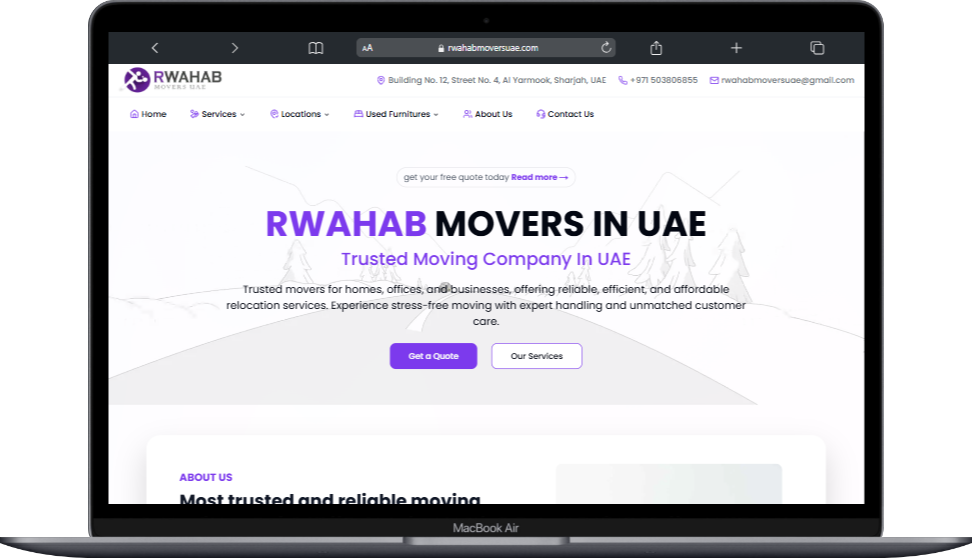 AA rwahabmoversuae.com
RWAHAB
MOVERS UAE
Building No. 12, Street No. 4, Al Yarmook, Sharjah, UAE +971 503806855 rwahabmoversuae@gmail.com
Home Services Locations Used Furnitures About Us Contact Us
get your free quote today Read more →
RWAHAB MOVERS IN UAE
Trusted Moving Company In UAE
Trusted movers for homes, offices, and businesses, offering reliable, efficient, and affordable
relocation services. Experience stress-free moving with expert handling and unmatched customer
care.
Get a Quote Our Services
ABOUT US
Most trusted and reliable moving
MacBook Air